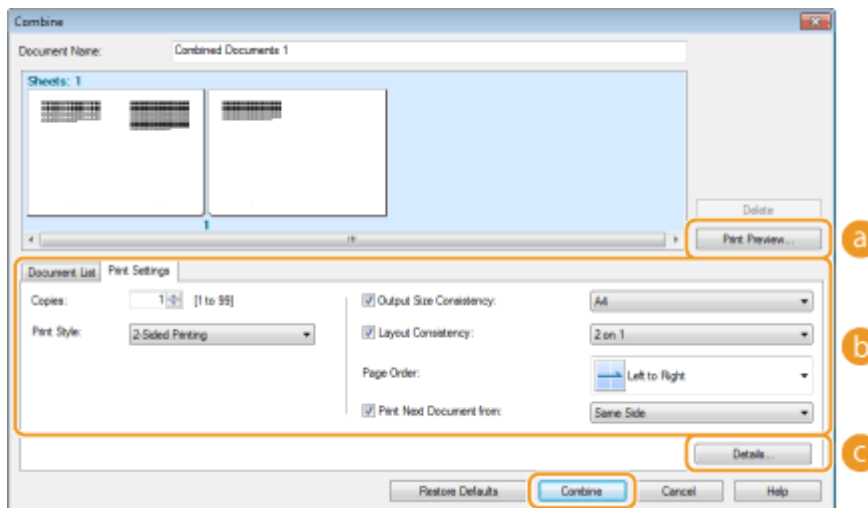 Combine
Document Name: Combined Documents 1
Sheets: 1
1
Delete
Print Preview...
a
Document List Print Settings
Copies: 1 [1 to 99]
Output Size Consistency: A4
Print Style: 2-Sided Printing
Layout Consistency: 2 on 1
b
Page Order: Left to Right
Print Next Document from: Same Side
Details...
c
Restore Defaults Combine Cancel Help